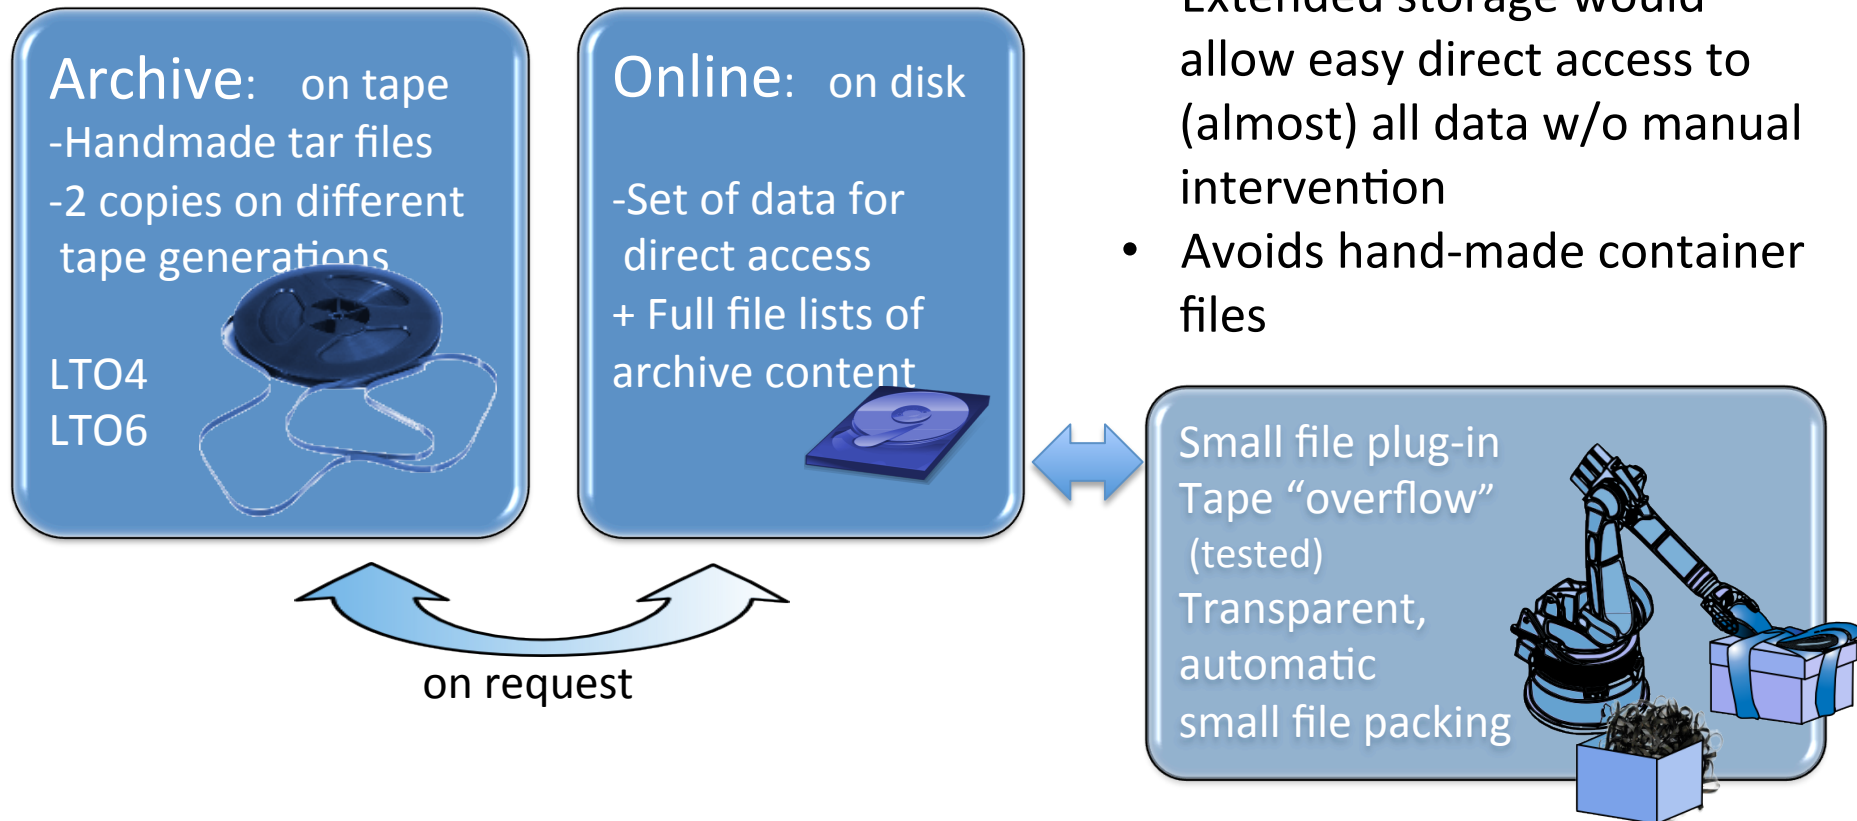 Archive: on tape
-Handmade tar files
-2 copies on different
tape generations
LTO4
LTO6
Online: on disk
-Set of data for
direct access
+ Full file lists of
archive content
on request
Extended storage would
allow easy direct access to
(almost) all data w/o manual
intervention
• Avoids hand-made container
files
Small file plug-in
Tape “overflow”
(tested)
Transparent,
automatic
small file packing